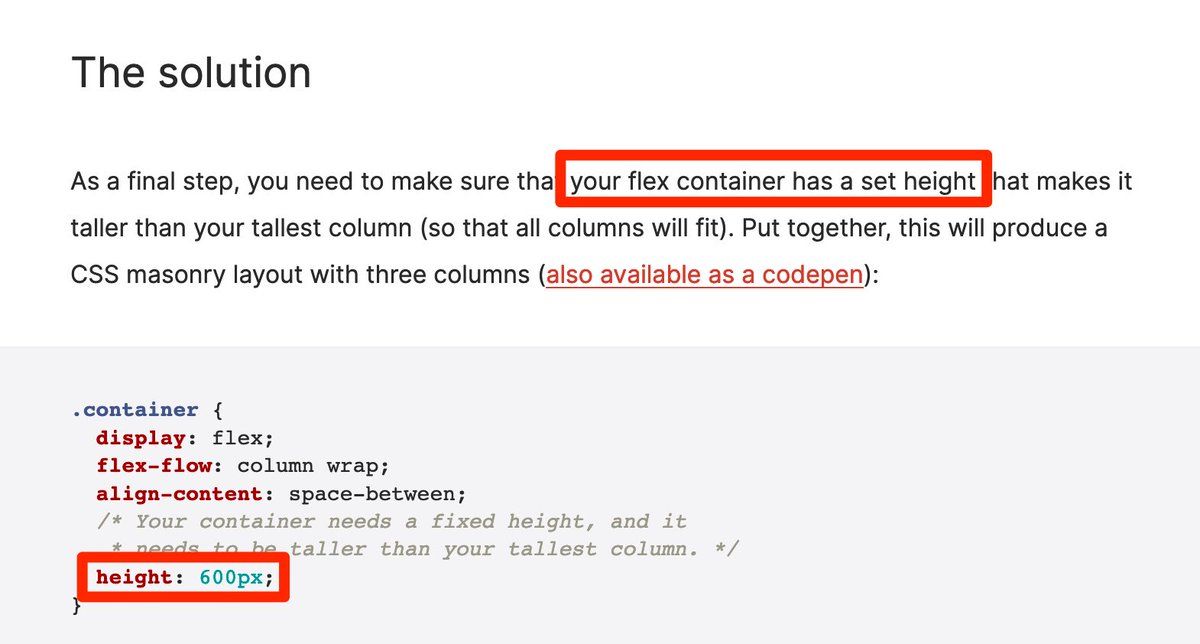 The solution
As a final step, you need to make sure tha your flex container has a set height hat makes it
taller than your tallest column (so that all columns will fit). Put together, this will produce a
CSS masonry layout with three columns (also available as a codepen):
.container {
display: flex;
flex-flow: column wrap;
align-content: space-between;
/* Your container needs a fixed height, and it
* needs to be taller than your tallest column. */
height: 600px;
}